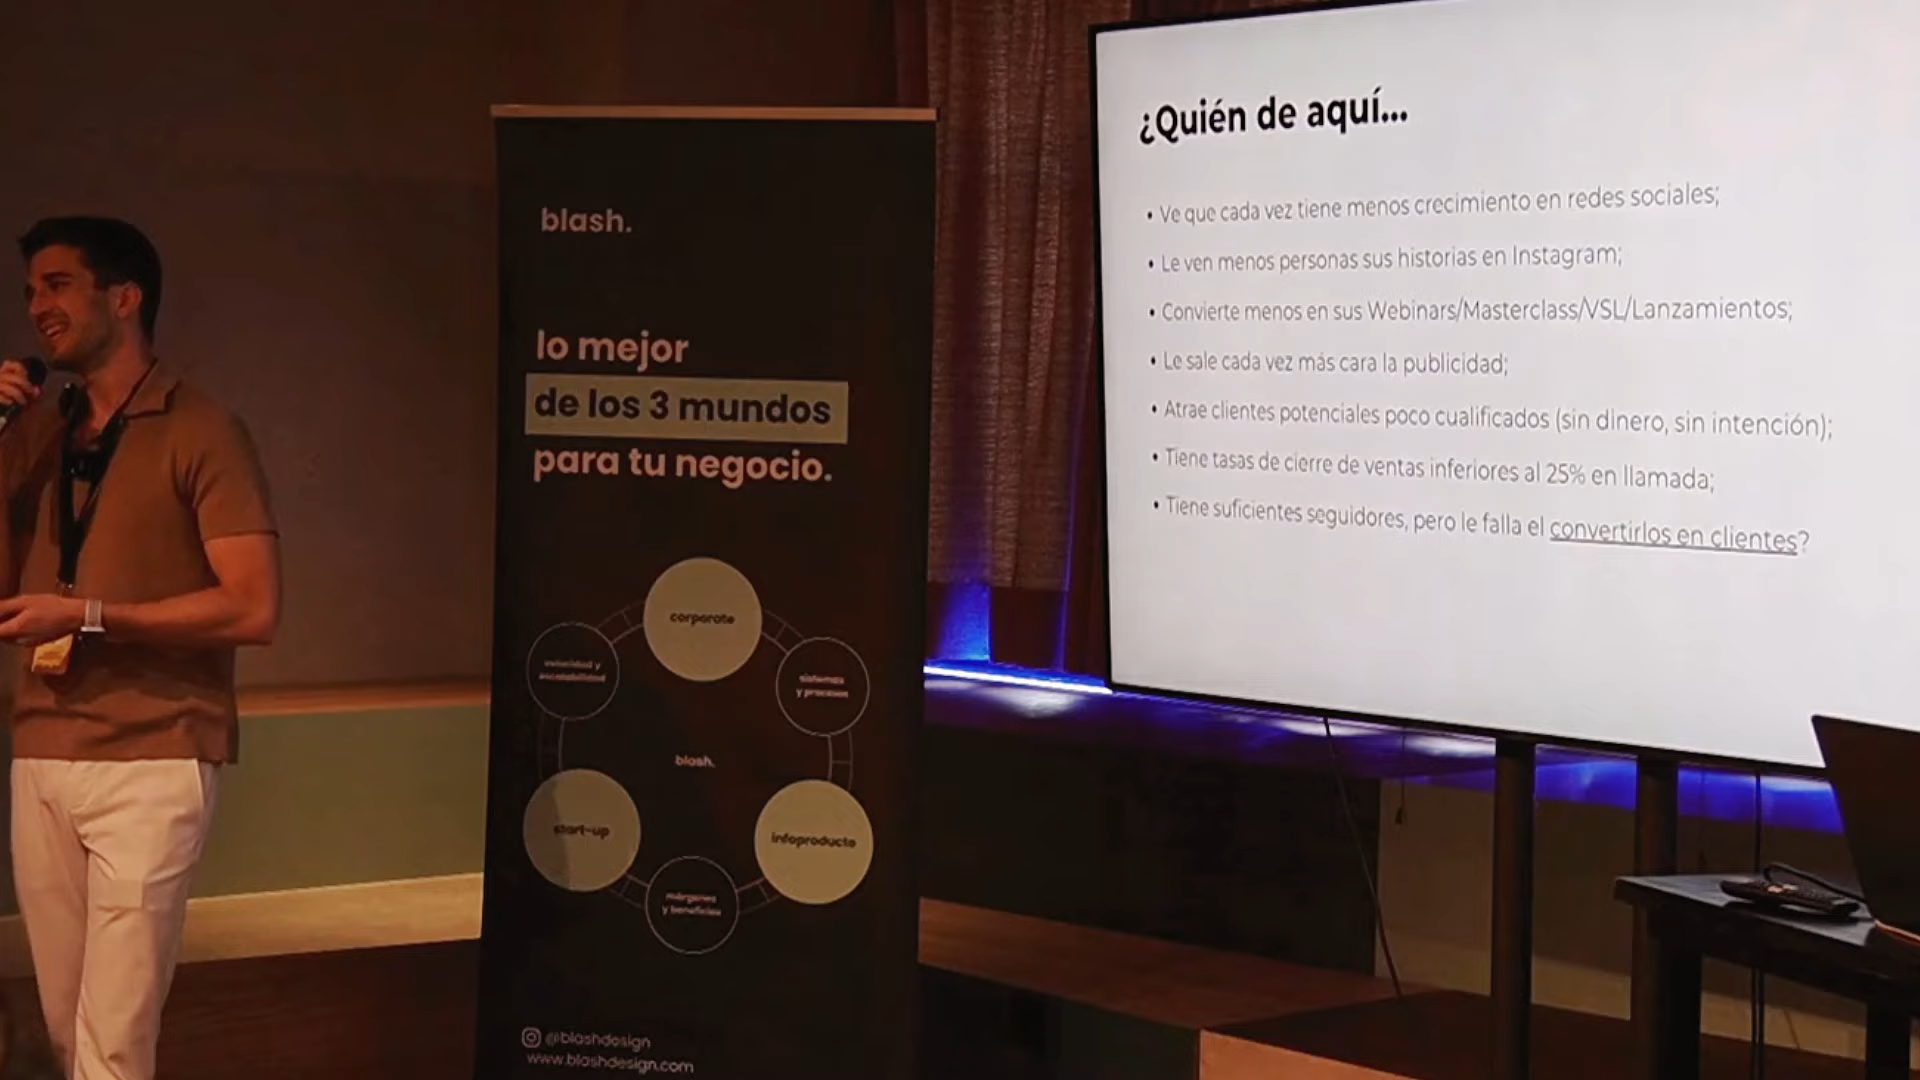 blash.
lo mejor
de los 3 mundos
para tu negocio.
corporate
sistemas
y procesos
infoproducto
márgenes
y beneficios
start-up
escalabilidad
blash.
@blashdesign
www.blashdesign.com
¿Quién de aquí...
• Ve que cada vez tiene menos crecimiento en redes sociales;
• Le ven menos personas sus historias en Instagram;
• Convierte menos en sus Webinars/Masterclass/VSL/Lanzamientos;
• Le sale cada vez más cara la publicidad;
• Atrae clientes potenciales poco cualificados (sin dinero, sin intención);
• Tiene tasas de cierre de ventas inferiores al 25% en llamada;
• Tiene suficientes seguidores, pero le falla el convertirlos en clientes?